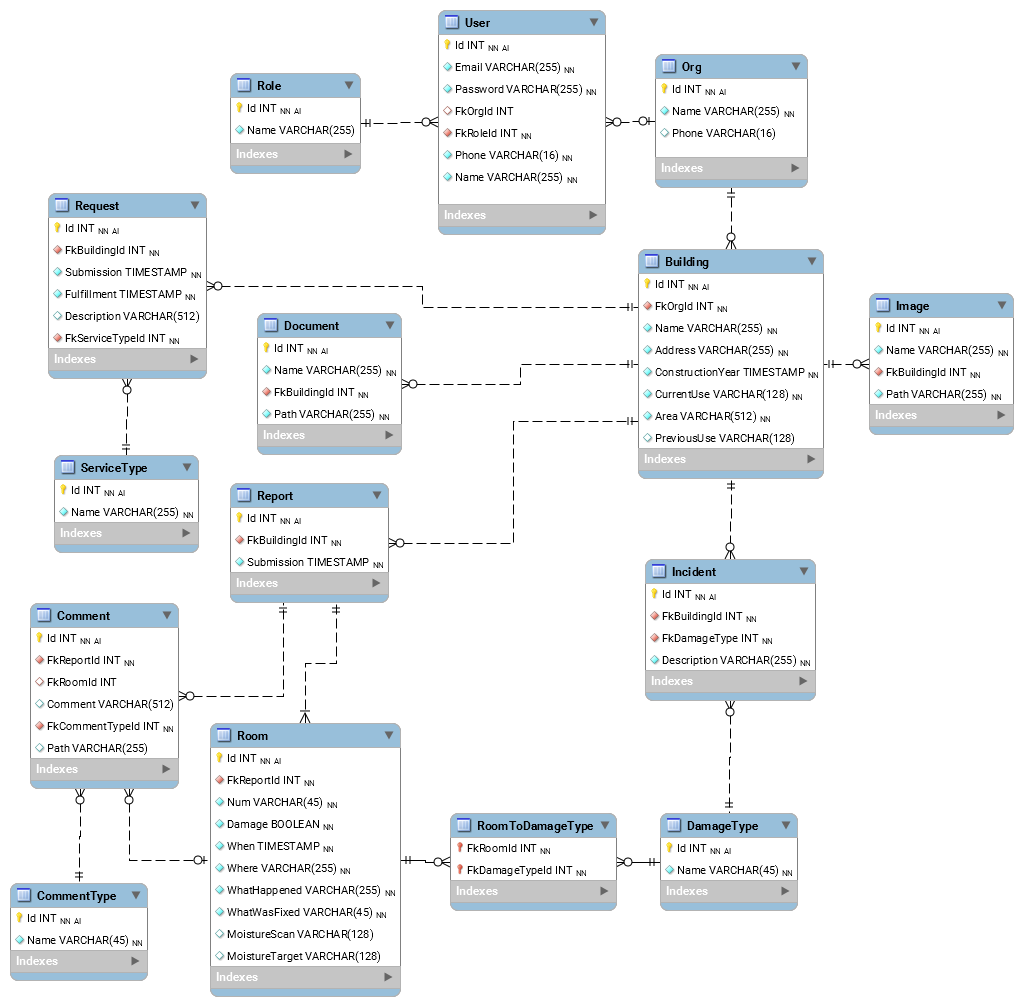 User
Id INT NN AI
Email VARCHAR(255) NN
Password VARCHAR(255) NN
FkOrgId INT
FkRoleId INT NN
Phone VARCHAR(16) NN
Name VARCHAR(255) NN
Indexes
Org
Id INT NN AI
Name VARCHAR(255) NN
Phone VARCHAR(16)
Indexes
Role
Id INT NN AI
Name VARCHAR(255)
Indexes
Request
Id INT NN AI
FkBuildingId INT NN
Submission TIMESTAMP NN
Fulfillment TIMESTAMP NN
Description VARCHAR(512)
FkServiceTypeId INT NN
Indexes
Building
Id INT NN AI
FkOrgId INT NN
Name VARCHAR(255) NN
Address VARCHAR(255) NN
ConstructionYear TIMESTAMP NN
CurrentUse VARCHAR(128) NN
Area VARCHAR(512) NN
PreviousUse VARCHAR(128)
Indexes
Image
Id INT NN AI
Name VARCHAR(255) NN
FkBuildingId INT NN
Path VARCHAR(255) NN
Indexes
Document
Id INT NN AI
Name VARCHAR(255) NN
FkBuildingId INT NN
Path VARCHAR(255) NN
Indexes
ServiceType
Id INT NN AI
Name VARCHAR(255) NN
Indexes
Report
Id INT NN AI
FkBuildingId INT NN
Submission TIMESTAMP NN
Indexes
Incident
Id INT NN AI
FkBuildingId INT NN
FkDamageType INT NN
Description VARCHAR(255) NN
Indexes
Comment
Id INT NN AI
FkReportId INT NN
FkRoomId INT
Comment VARCHAR(512)
FkCommentTypeId INT NN
Path VARCHAR(255)
Indexes
Room
Id INT NN AI
FkReportId INT NN
Num VARCHAR(45) NN
Damage BOOLEAN NN
When TIMESTAMP NN
Where VARCHAR(255) NN
WhatHappened VARCHAR(255) NN
WhatWasFixed VARCHAR(45) NN
MoistureScan VARCHAR(128)
MoistureTarget VARCHAR(128)
Indexes
RoomToDamageType
FkRoomId INT NN
FkDamageTypeId INT NN
Indexes
DamageType
Id INT NN AI
Name VARCHAR(45) NN
Indexes
CommentType
Id INT NN AI
Name VARCHAR(45) NN
Indexes